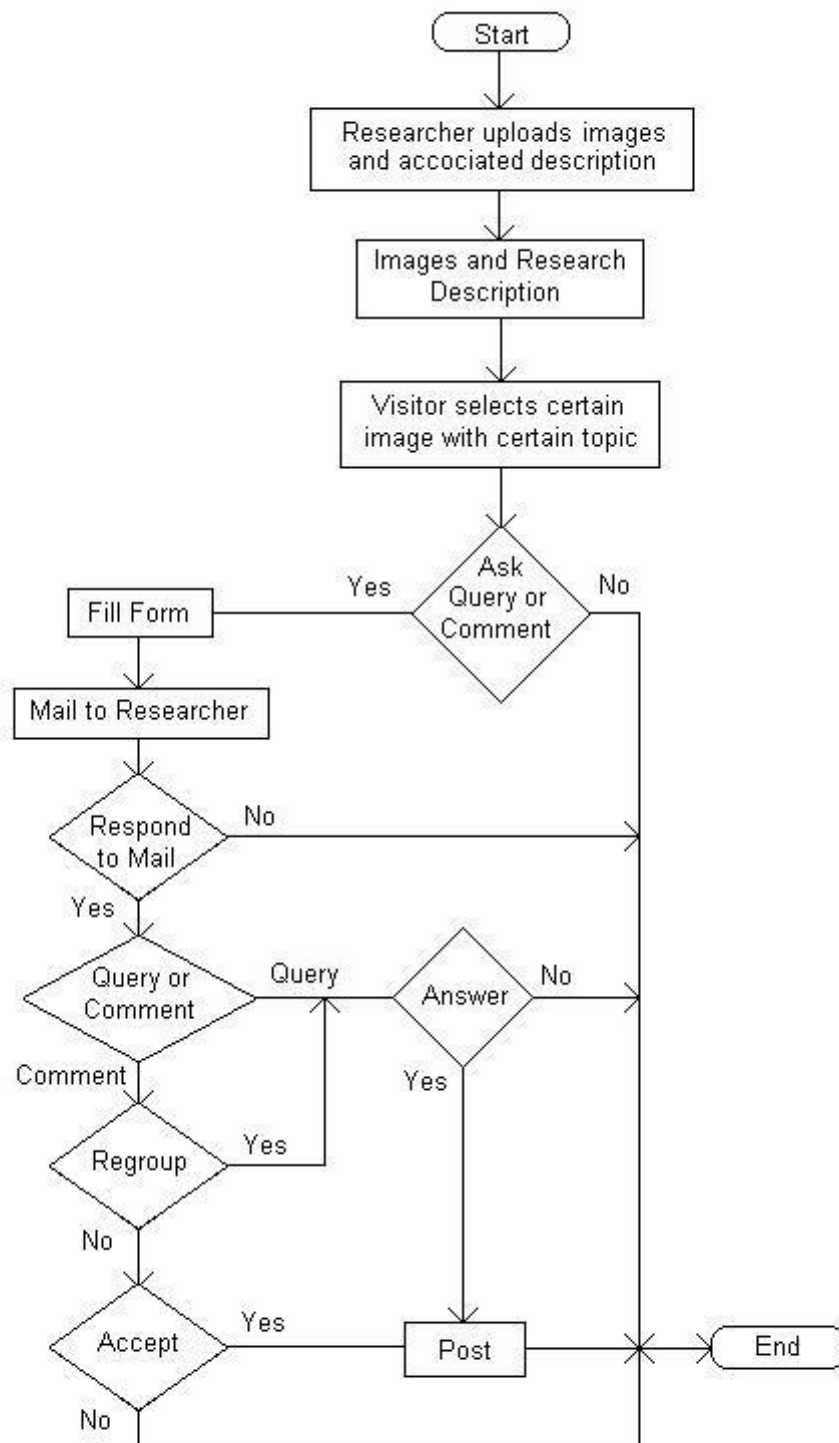 Start
Researcher uploads images
and accociated description
Images and Research
Description
Visitor selects certain
image with certain topic
Ask
Query or
Comment
Yes
No
Fill Form
Mail to Researcher
Respond
to Mail
No
Yes
Query or
Comment
Query
Answer
No
Comment
Yes
Regroup
Yes
No
Accept
Yes
Post
End
No